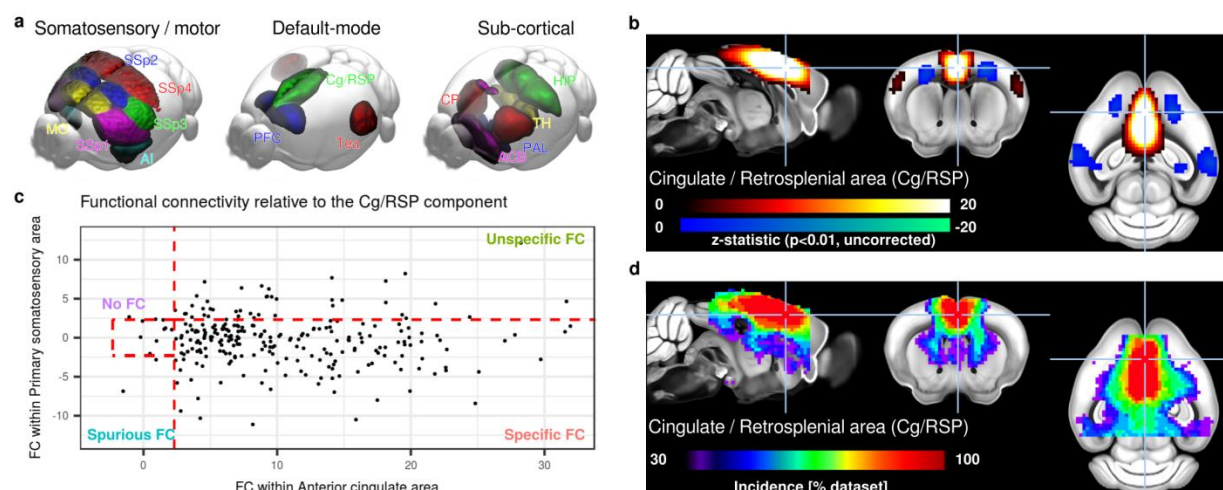 a
Somatosensory / motor
Default-mode
Sub-cortical
SSp2
SSp4
SSp3
MO
SSp1
AI
Cg/RSP
PFC
Tea
HIP
CP
TH
PAL
ACB
b
Cingulate / Retrosplenial area (Cg/RSP)
0 20
0 -20
z-statistic (p<0.01, uncorrected)
c
Functional connectivity relative to the Cg/RSP component
FC within Primary somatosensory area
Unspecific FC
No FC
Spurious FC
Specific FC
10
5
0
-5
-10
0 10 20 30
FC within Anterior cingulate area
d
Cingulate / Retrosplenial area (Cg/RSP)
30 100
Incidence [% dataset]